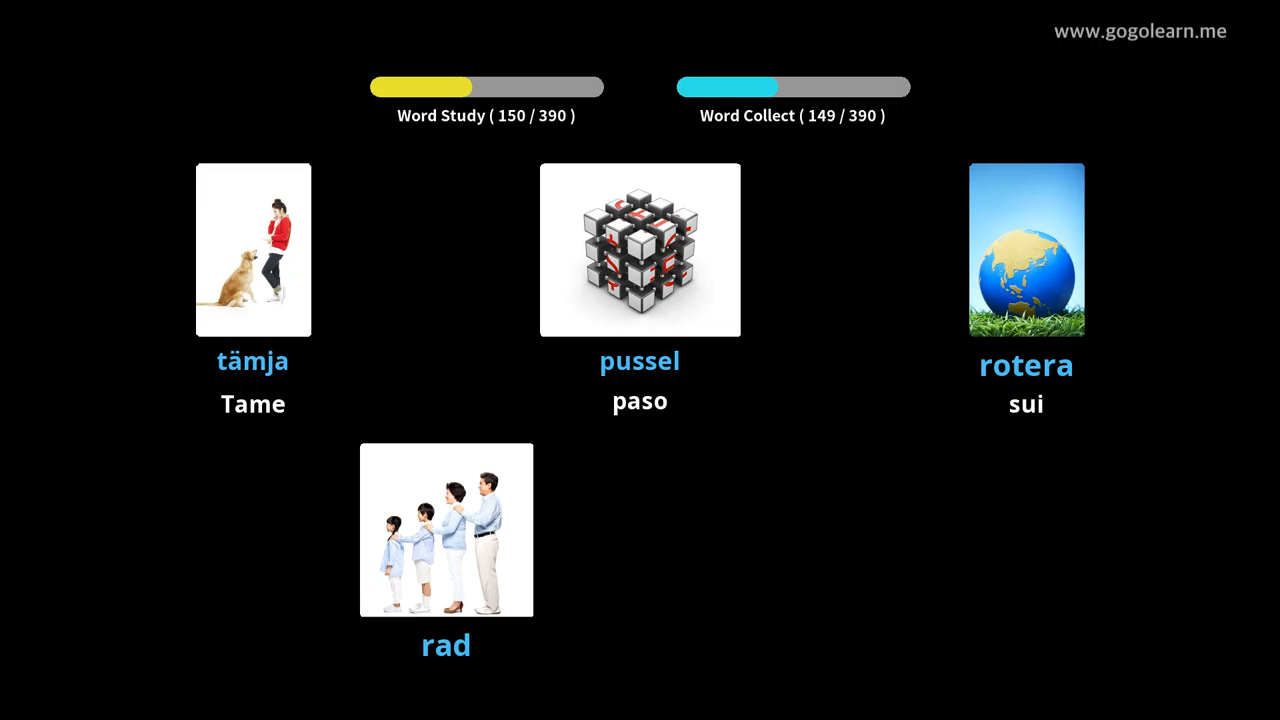 www.gogolearn.me
Word Study ( 150 / 390 )
Word Collect ( 149 / 390 )
tämja
pussel
rotera
Tame
paso
sui
rad